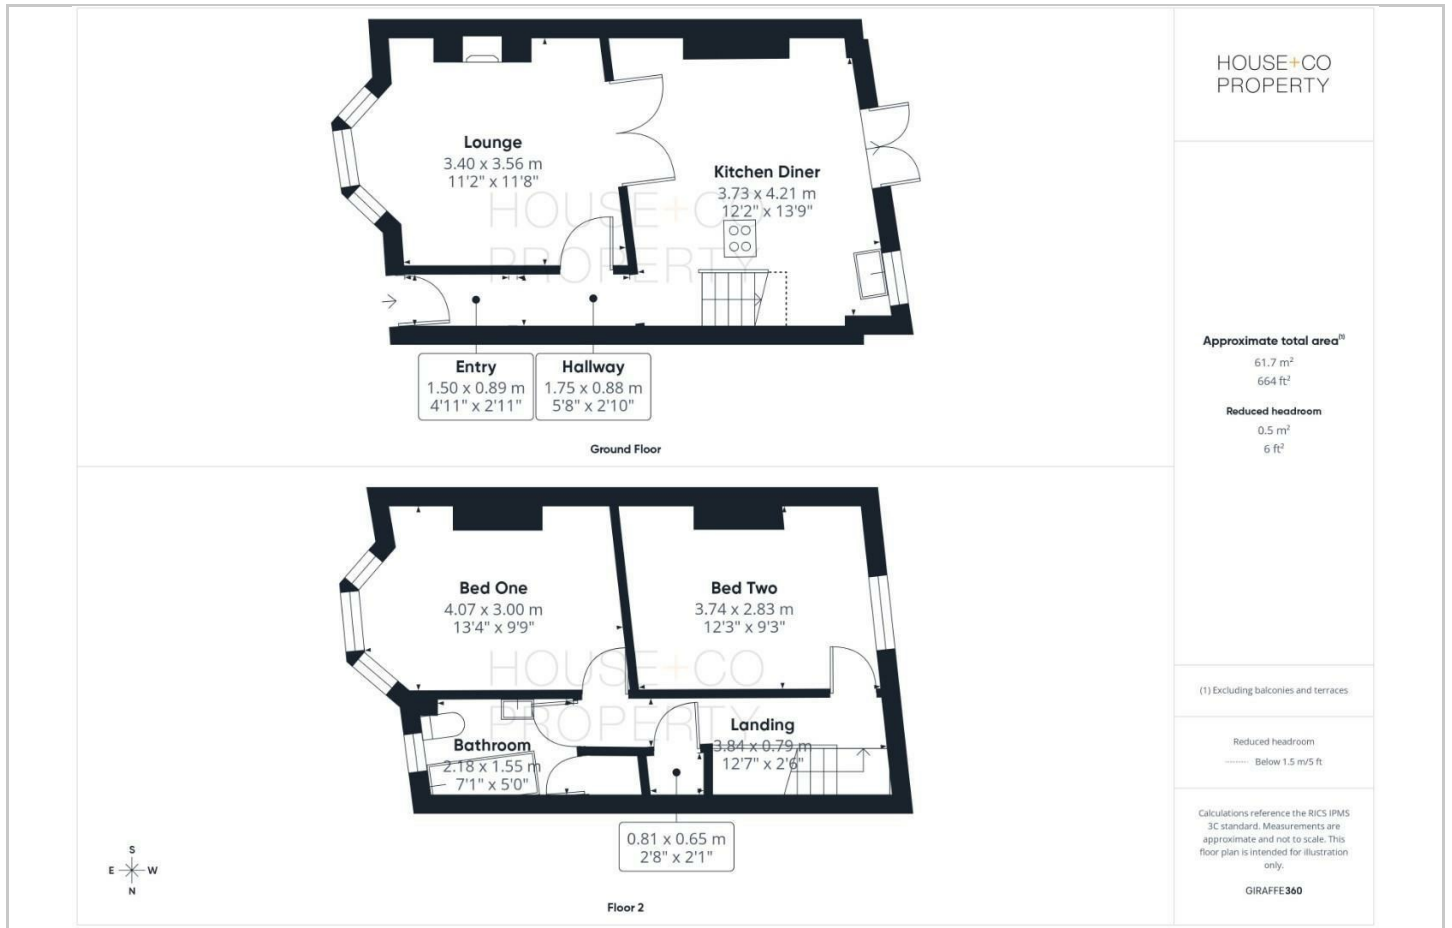 HOUSE+CO
PROPERTY
Lounge
3.40 x 3.56 m
11'2" x 11'8"
Kitchen Diner
3.73 x 4.21 m
12'2" x 13'9"
HOUSE+CO
PROPERTY
Entry
1.50 x 0.89 m
4'11" x 2'11"
Hallway
1.75 x 0.88 m
5'8" x 2'10"
Ground Floor
Approximate total area(1)
61.7 m²
664 ft²
Reduced headroom
0.5 m²
6 ft²
Bed One
4.07 x 3.00 m
13'4" x 9'9"
Bed Two
3.74 x 2.83 m
12'3" x 9'3"
HOUSE+CO
PROPERTY
Bathroom
2.18 x 1.55 m
7'1" x 5'0"
Landing
3.84 x 0.79 m
12'7" x 2'6"
0.81 x 0.65 m
2'8" x 2'1"
S
E W
N
Floor 2
(1) Excluding balconies and terraces
Reduced headroom
Below 1.5 m/5 ft
Calculations reference the RICS IPMS
3C standard. Measurements are
approximate and not to scale. This
floor plan is intended for illustration
only.
GIRAFFE360